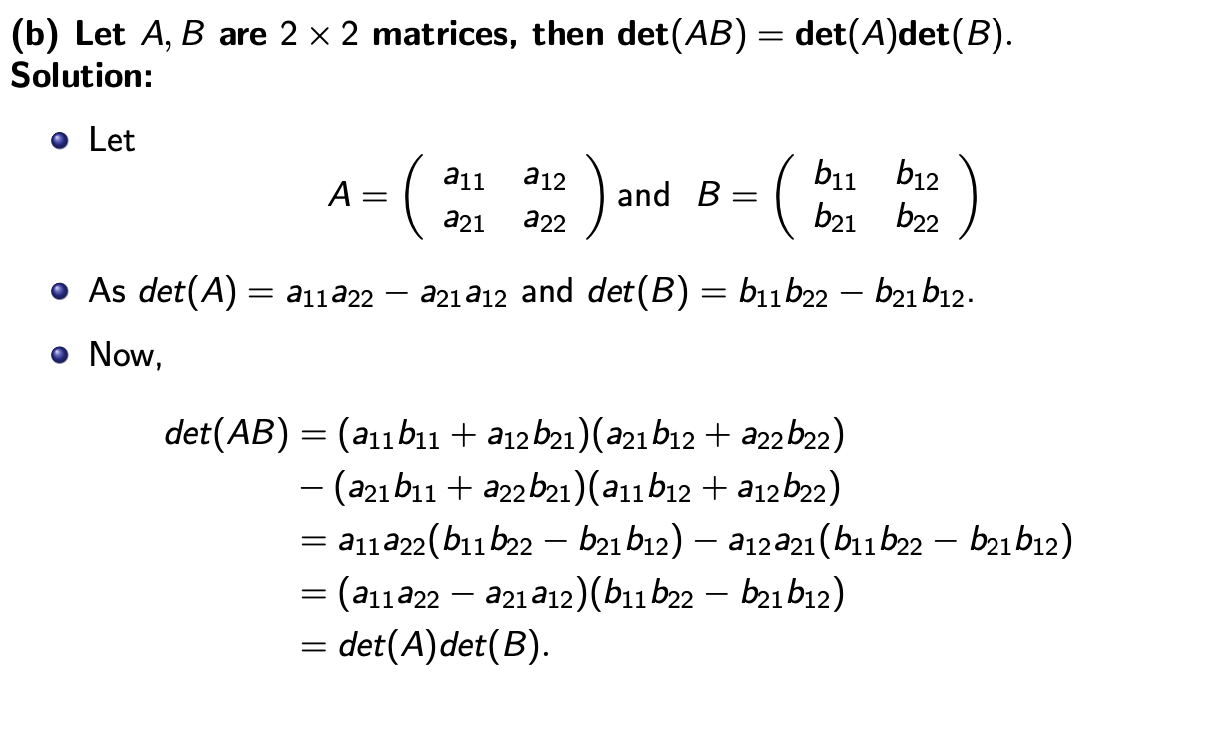 (b) Let A, B are 2 × 2 matrices, then det(AB) = det(A)det(B).
Solution:
• Let
A = ( a₁₁ a₁₂ ; a₂₁ a₂₂ ) and B = ( b₁₁ b₁₂ ; b₂₁ b₂₂ )
• As det(A) = a₁₁a₂₂ − a₂₁a₁₂ and det(B) = b₁₁b₂₂ − b₂₁b₁₂.
• Now,
det(AB) = (a₁₁b₁₁ + a₁₂b₂₁)(a₂₁b₁₂ + a₂₂b₂₂)
− (a₂₁b₁₁ + a₂₂b₂₁)(a₁₁b₁₂ + a₁₂b₂₂)
= a₁₁a₂₂(b₁₁b₂₂ − b₂₁b₁₂) − a₁₂a₂₁(b₁₁b₂₂ − b₂₁b₁₂)
= (a₁₁a₂₂ − a₂₁a₁₂)(b₁₁b₂₂ − b₂₁b₁₂)
= det(A)det(B).